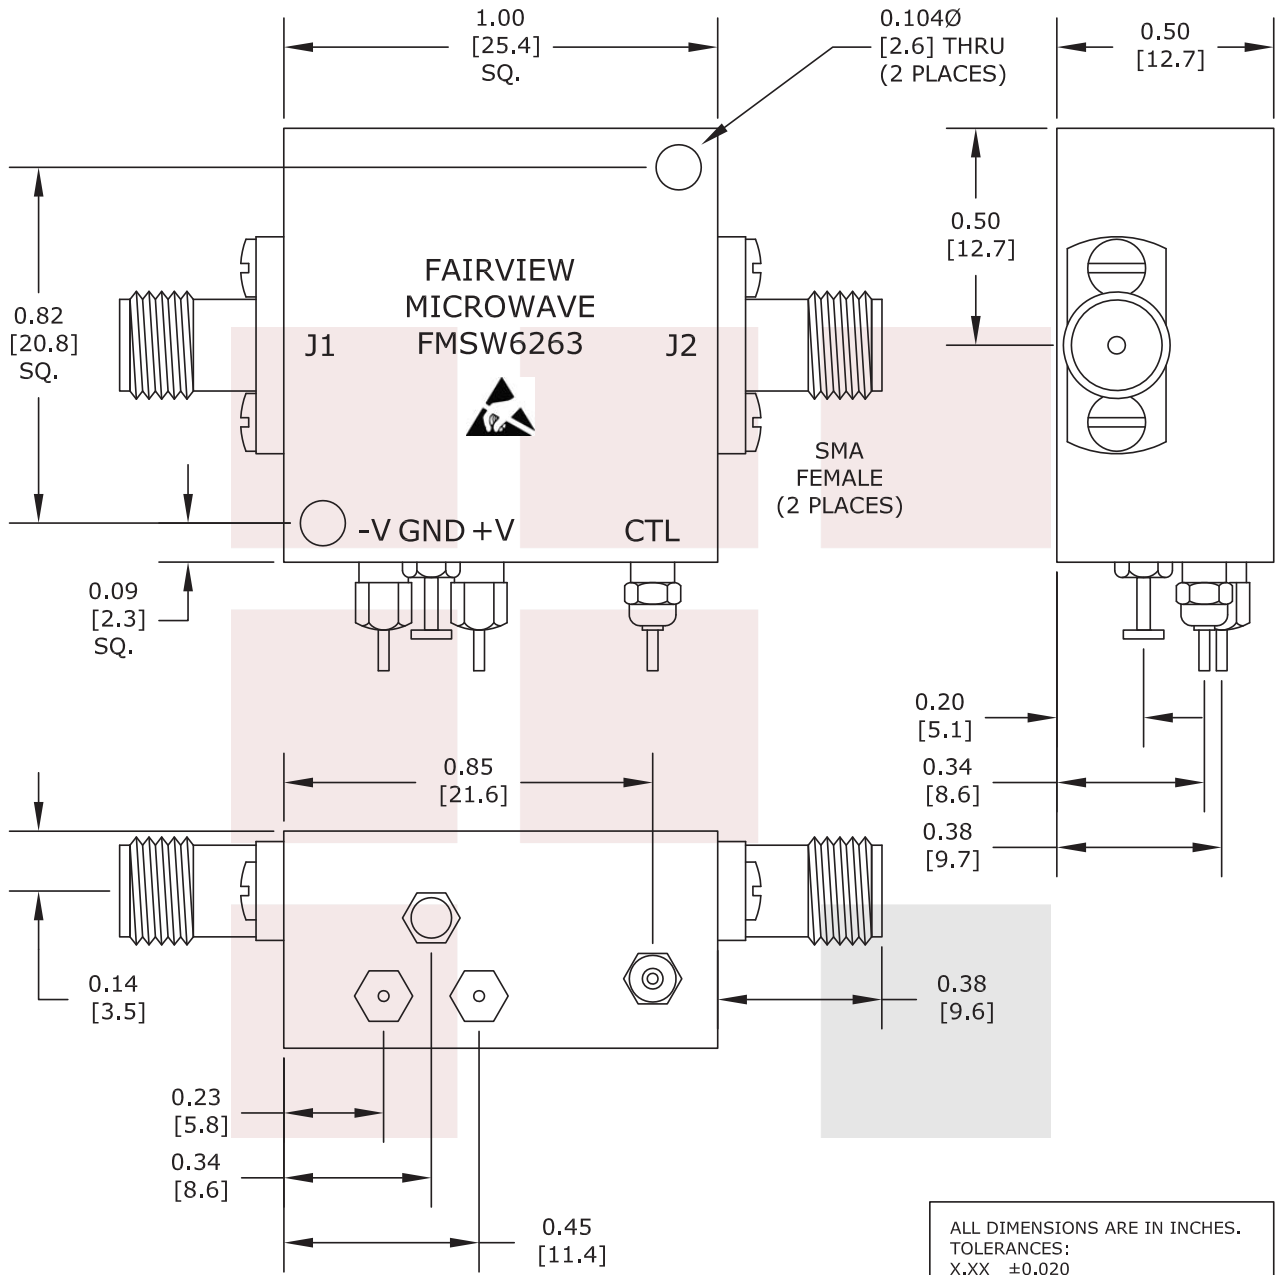 1.00
[25.4]
SQ.
0.104Ø
[2.6] THRU
(2 PLACES)
0.50
[12.7]
0.82
[20.8]
SQ.
0.50
[12.7]
FAIRVIEW
MICROWAVE
FMSW6263
J1
J2
SMA
FEMALE
(2 PLACES)
-V GND +V
CTL
0.09
[2.3]
SQ.
0.20
[5.1]
0.34
[8.6]
0.38
[9.7]
0.85
[21.6]
0.14
[3.5]
0.38
[9.6]
0.23
[5.8]
0.34
[8.6]
0.45
[11.4]
ALL DIMENSIONS ARE IN INCHES.
TOLERANCES:
X.XX ±0.020